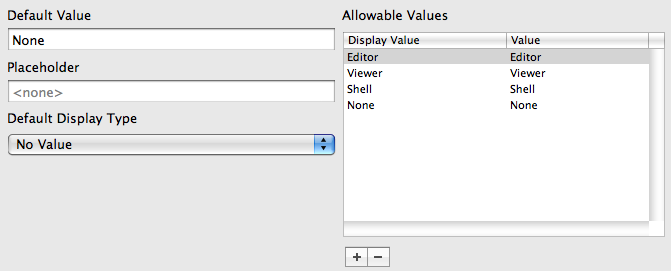 Default Value
None
Placeholder
<none>
Default Display Type
No Value
Allowable Values
Display Value Value
Editor Editor
Viewer Viewer
Shell Shell
None None
+ −